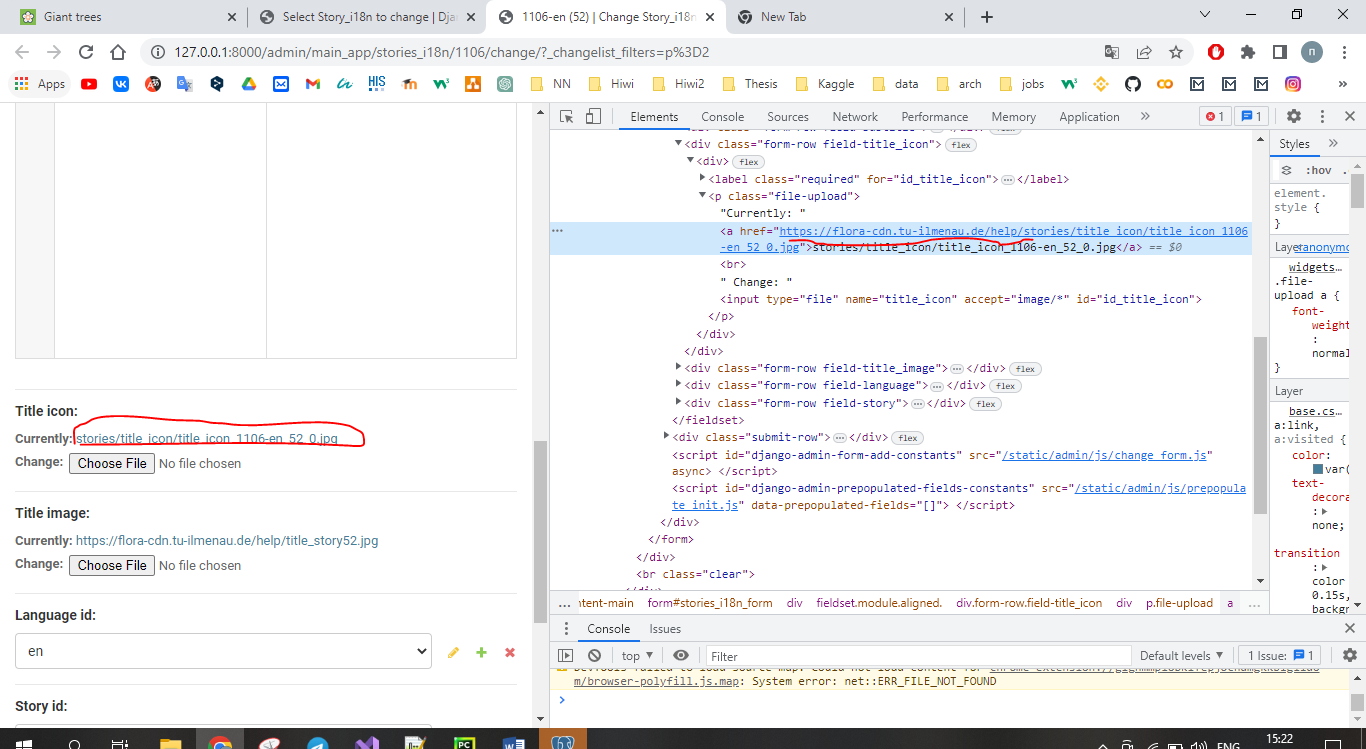 Giant trees
Select Story_i18n to change | Dja
1106-en (52) | Change Story_i18n
New Tab
127.0.0.1:8000/admin/main_app/stories_i18n/1106/change/?_changelist_filters=p%3D2
п
Apps
HIS
NN
Hiwi
Hiwi2
Thesis
Kaggle
data
arch
jobs
»
Title icon:
Currently: stories/title_icon/title_icon_1106-en_52_0.jpg
Change: Choose File No file chosen
Title image:
Currently: https://flora-cdn.tu-ilmenau.de/help/title_story52.jpg
Change: Choose File No file chosen
Language id:
en
Story id:
Elements Console Sources Network Performance Memory Application » 1 1
<div class="form-row field-title_icon"> flex
<div> flex
<label class="required" for="id_title_icon"> … </label>
<p class="file-upload">
"Currently: "
<a href="https://flora-cdn.tu-ilmenau.de/help/stories/title_icon/title_icon_1106
-en_52_0.jpg">stories/title_icon/title_icon_1106-en_52_0.jpg</a> == $0
<br>
" Change: "
<input type="file" name="title_icon" accept="image/*" id="id_title_icon">
</p>
</div>
</div>
<div class="form-row field-title_image"> … </div> flex
<div class="form-row field-language"> … </div> flex
<div class="form-row field-story"> … </div> flex
</fieldset>
<div class="submit-row"> … </div> flex
<script id="django-admin-form-add-constants" src="/static/admin/js/change_form.js"
async> </script>
<script id="django-admin-prepopulated-fields-constants" src="/static/admin/js/prepopula
te_init.js" data-prepopulated-fields="[]"> </script>
</div>
</form>
</div>
<br class="clear">
... ntent-main form#stories_i18n_form div fieldset.module.aligned. div.form-row.field-title_icon div p.file-upload a ...
Styles »
:hov .
element.
style {
}
Layer<anonymo
widgets…
.file-
upload a {
font-
weight
:
normal
}
Layer
base.cs…
a:link,
a:visited {
color:
var(
text-
decora
:
none;
transition
:
color
0.15s,
backgr
Console Issues
top Filter Default levels 1 Issue: 1
m/browser-polyfill.js.map: System error: net::ERR_FILE_NOT_FOUND
PC
W
ENG
15:22